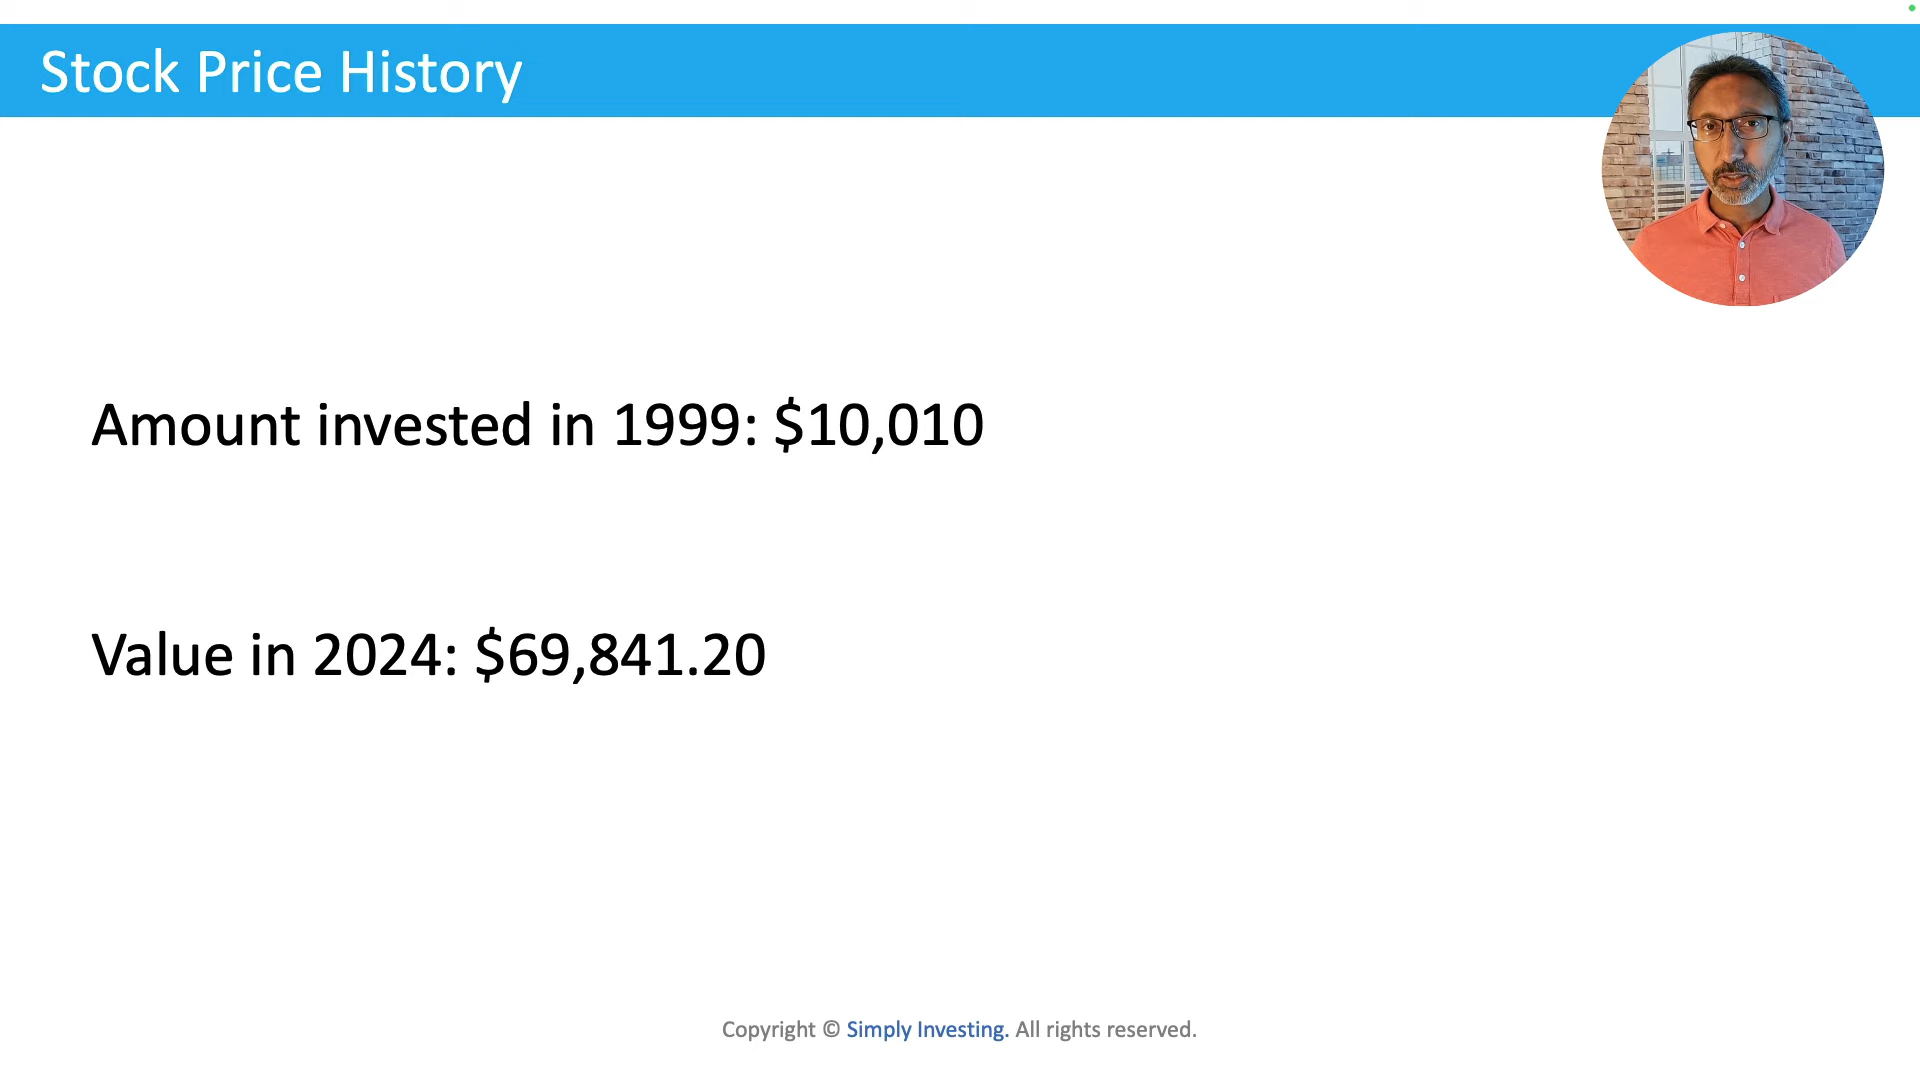 Stock Price History
Amount invested in 1999: $10,010
Value in 2024: $69,841.20
Copyright © Simply Investing. All rights reserved.